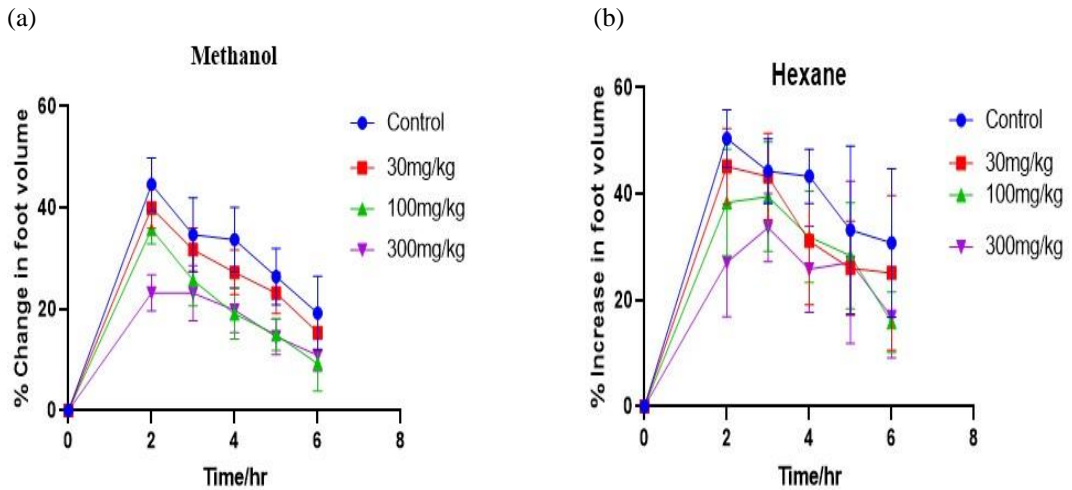 (a)
Methanol
% Change in foot volume
60
40
20
0
0 2 4 6 8
Time/hr
Control
30mg/kg
100mg/kg
300mg/kg
(b)
Hexane
% Increase in foot volume
60
40
20
0
0 2 4 6 8
Time/hr
Control
30mg/kg
100mg/kg
300mg/kg